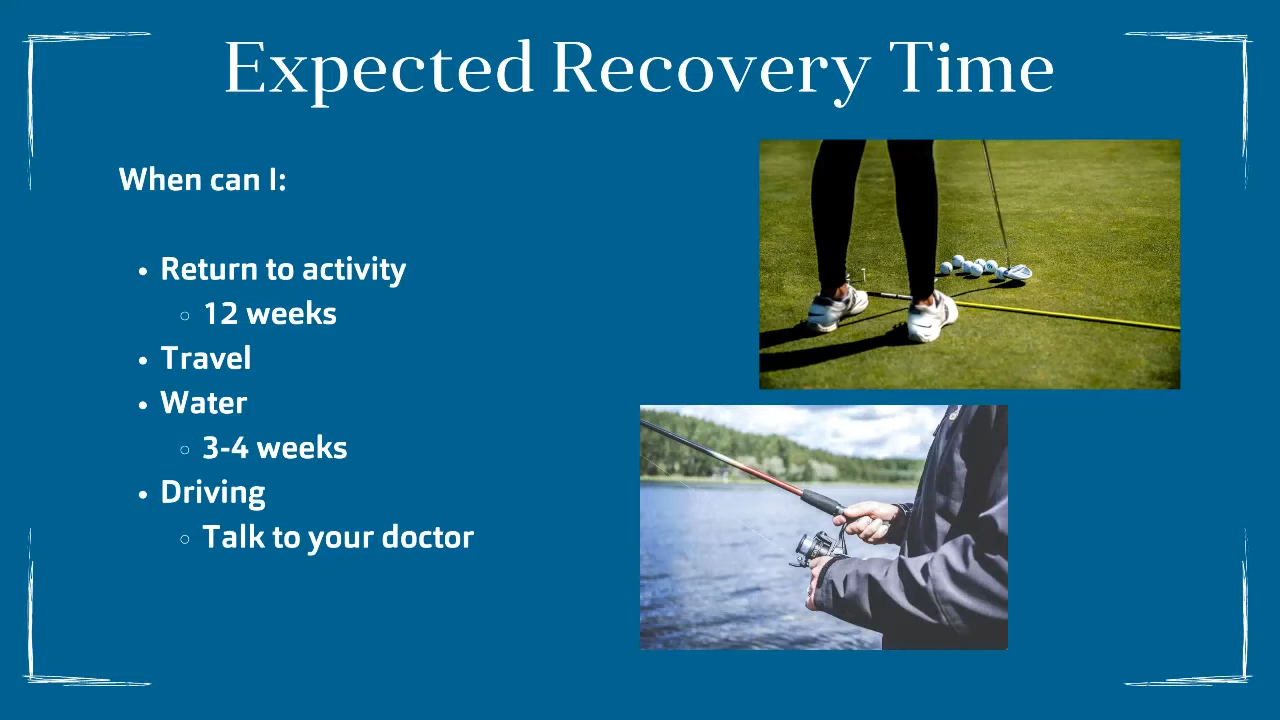 Expected Recovery Time
When can I:
Return to activity
12 weeks
Travel
Water
3-4 weeks
Driving
Talk to your doctor